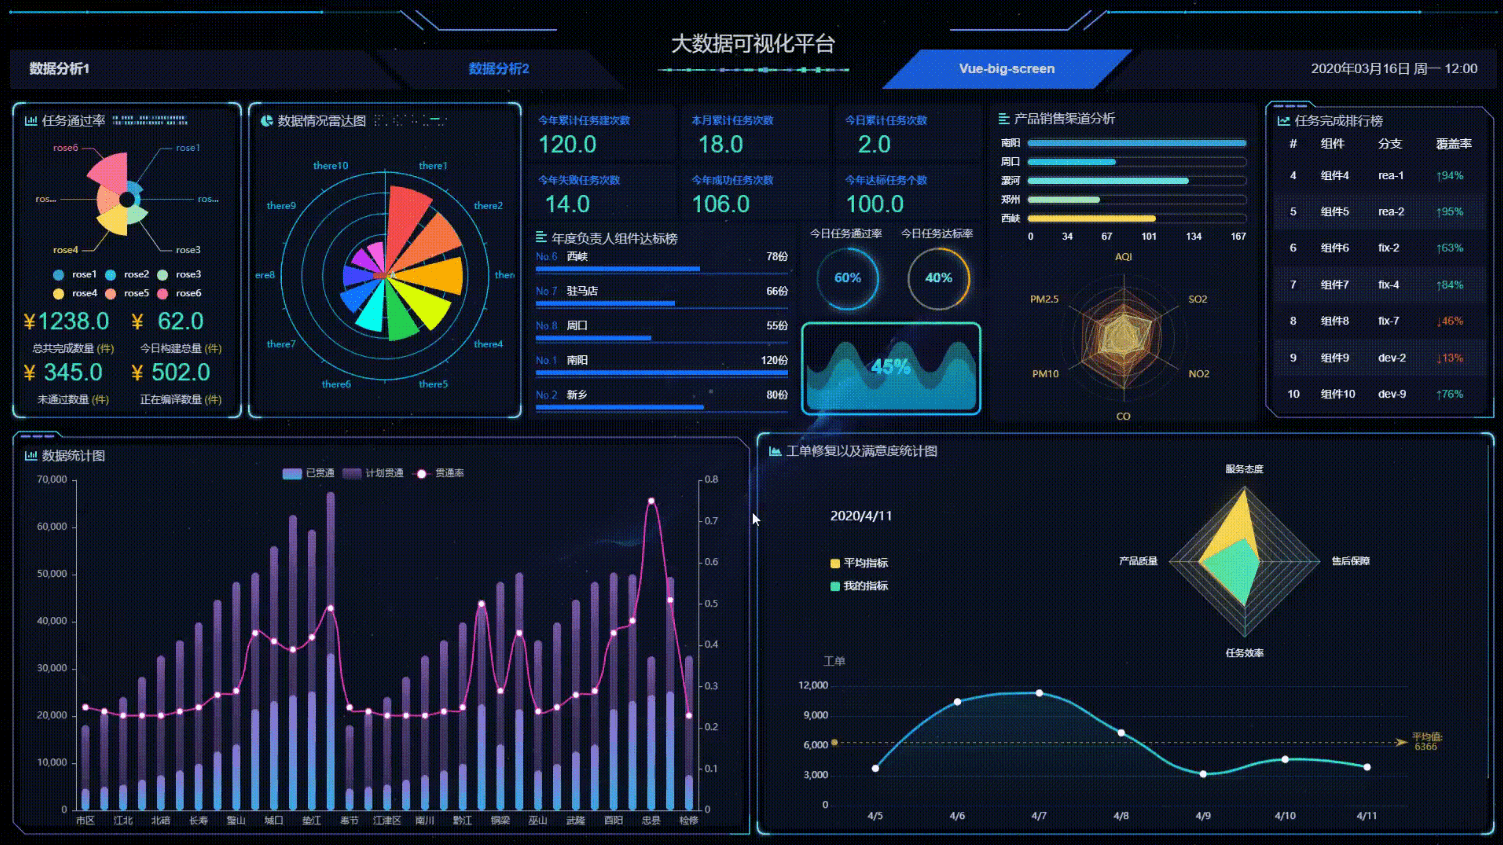 大数据可视化平台
数据分析1
数据分析2
Vue-big-screen
2020年03月16日 周一 12:00
任务通过率
rose6
rose1
ros...
ros...
rose4
rose3
rose1 rose2 rose3
rose4 rose5 rose6
¥1238.0
¥ 62.0
总共完成数量 (件)
今日构建总量 (件)
¥ 345.0
¥ 502.0
未通过数量 (件)
正在编译数量 (件)
数据情况雷达图
there10
there1
there9
there2
ere8
ther
there7
there4
there6
there5
今年累计任务建次数
120.0
本月累计任务次数
18.0
今日累计任务次数
2.0
今年失败任务次数
14.0
今年成功任务次数
106.0
今年达标任务个数
100.0
年度负责人组件达标榜
No.6 西峡 78份
No.7 驻马店 66份
No.8 周口 55份
No.1 南阳 120份
No.2 新乡 80份
今日任务通过率
今日任务达标率
60%
40%
45%
产品销售渠道分析
南阳
周口
漯河
郑州
西峡
0 34 67 101 134 167
AQI
PM2.5
SO2
PM10
NO2
CO
任务完成排行榜
# 组件 分支 覆盖率
4 组件4 rea-1 ↑94%
5 组件5 rea-2 ↑95%
6 组件6 fix-2 ↑63%
7 组件7 fix-4 ↑84%
8 组件8 fix-7 ↓46%
9 组件9 dev-2 ↓13%
10 组件10 dev-9 ↑76%
数据统计图
已贯通 计划贯通 贯通率
70,000
60,000
50,000
40,000
30,000
20,000
10,000
0
0.8
0.7
0.6
0.5
0.4
0.3
0.2
0.1
0
市区 江北 北碚 长寿 璧山 城口 垫江 奉节 江津区 南川 黔江 铜梁 巫山 武隆 酉阳 忠县 检修
工单修复以及满意度统计图
2020/4/11
平均指标
我的指标
服务态度
产品质量
售后保障
任务效率
工单
12,000
9,000
6,000
3,000
0
平均值:
6366
4/5 4/6 4/7 4/8 4/9 4/10 4/11